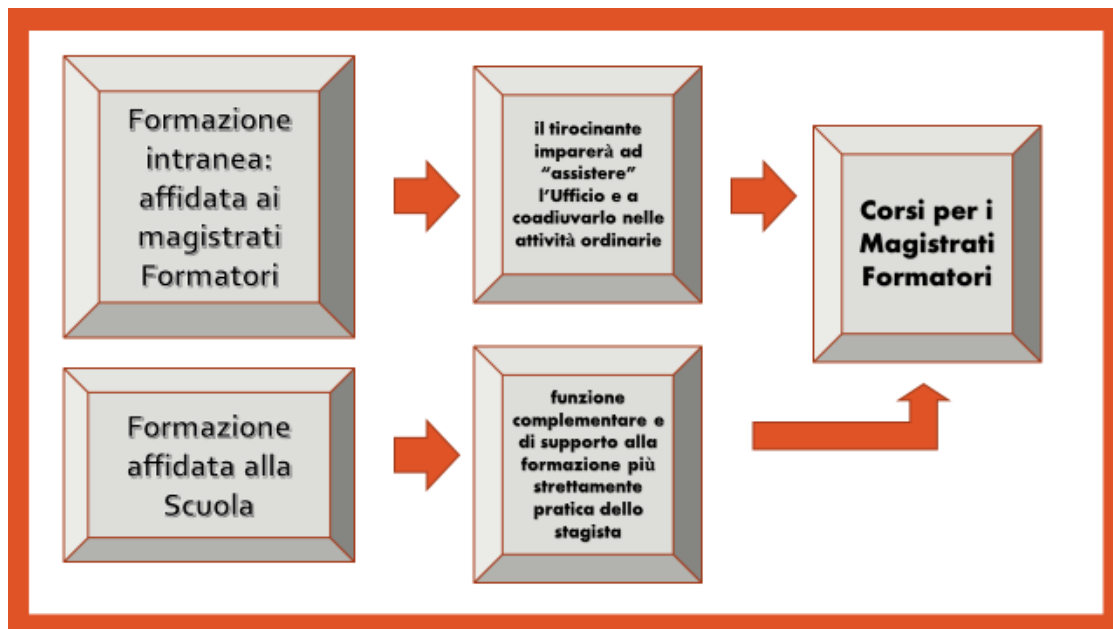 Formazione
intranea:
affidata ai
magistrati
Formatori
il tirocinante
imparerà ad
“assistere”
l’Ufficio e a
coadiuvarlo nelle
attività ordinarie
Corsi per i
Magistrati
Formatori
Formazione
affidata alla
Scuola
funzione
complementare e
di supporto alla
formazione più
strettamente
pratica dello
stagista